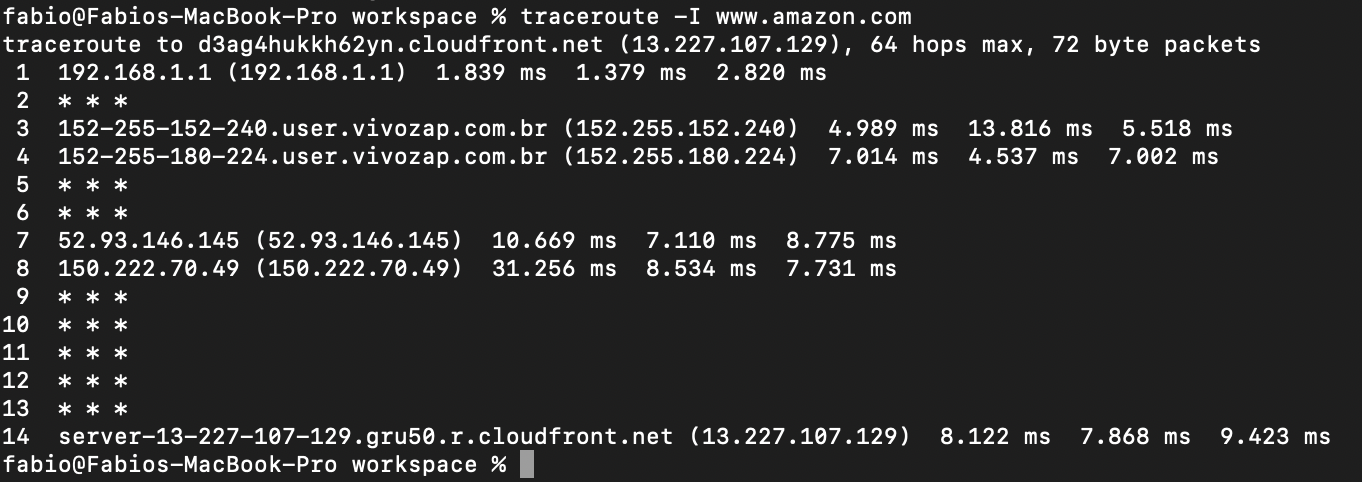 fabio@Fabios-MacBook-Pro workspace % traceroute -I www.amazon.com
traceroute to d3ag4hukkh62yn.cloudfront.net (13.227.107.129), 64 hops max, 72 byte packets
 1  192.168.1.1 (192.168.1.1)  1.839 ms  1.379 ms  2.820 ms
 2  * * *
 3  152-255-152-240.user.vivozap.com.br (152.255.152.240)  4.989 ms  13.816 ms  5.518 ms
 4  152-255-180-224.user.vivozap.com.br (152.255.180.224)  7.014 ms  4.537 ms  7.002 ms
 5  * * *
 6  * * *
 7  52.93.146.145 (52.93.146.145)  10.669 ms  7.110 ms  8.775 ms
 8  150.222.70.49 (150.222.70.49)  31.256 ms  8.534 ms  7.731 ms
 9  * * *
10  * * *
11  * * *
12  * * *
13  * * *
14  server-13-227-107-129.gru50.r.cloudfront.net (13.227.107.129)  8.122 ms  7.868 ms  9.423 ms
fabio@Fabios-MacBook-Pro workspace %